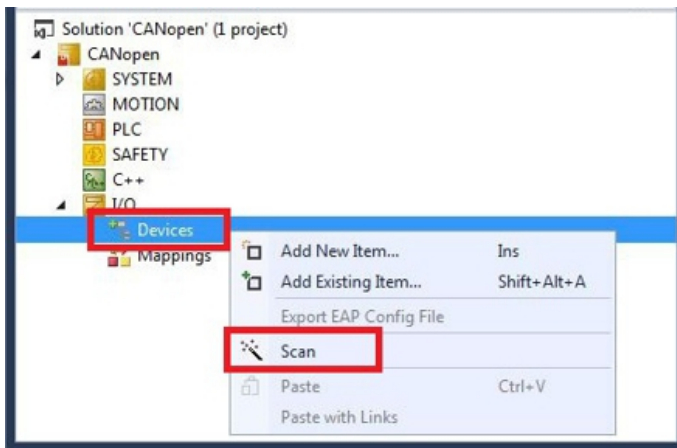 Solution 'CANopen' (1 project)
CANopen
SYSTEM
MOTION
PLC
SAFETY
C++
I/O
Devices
Mappings
Add New Item... Ins
Add Existing Item... Shift+Alt+A
Export EAP Config File
Scan
Paste Ctrl+V
Paste with Links